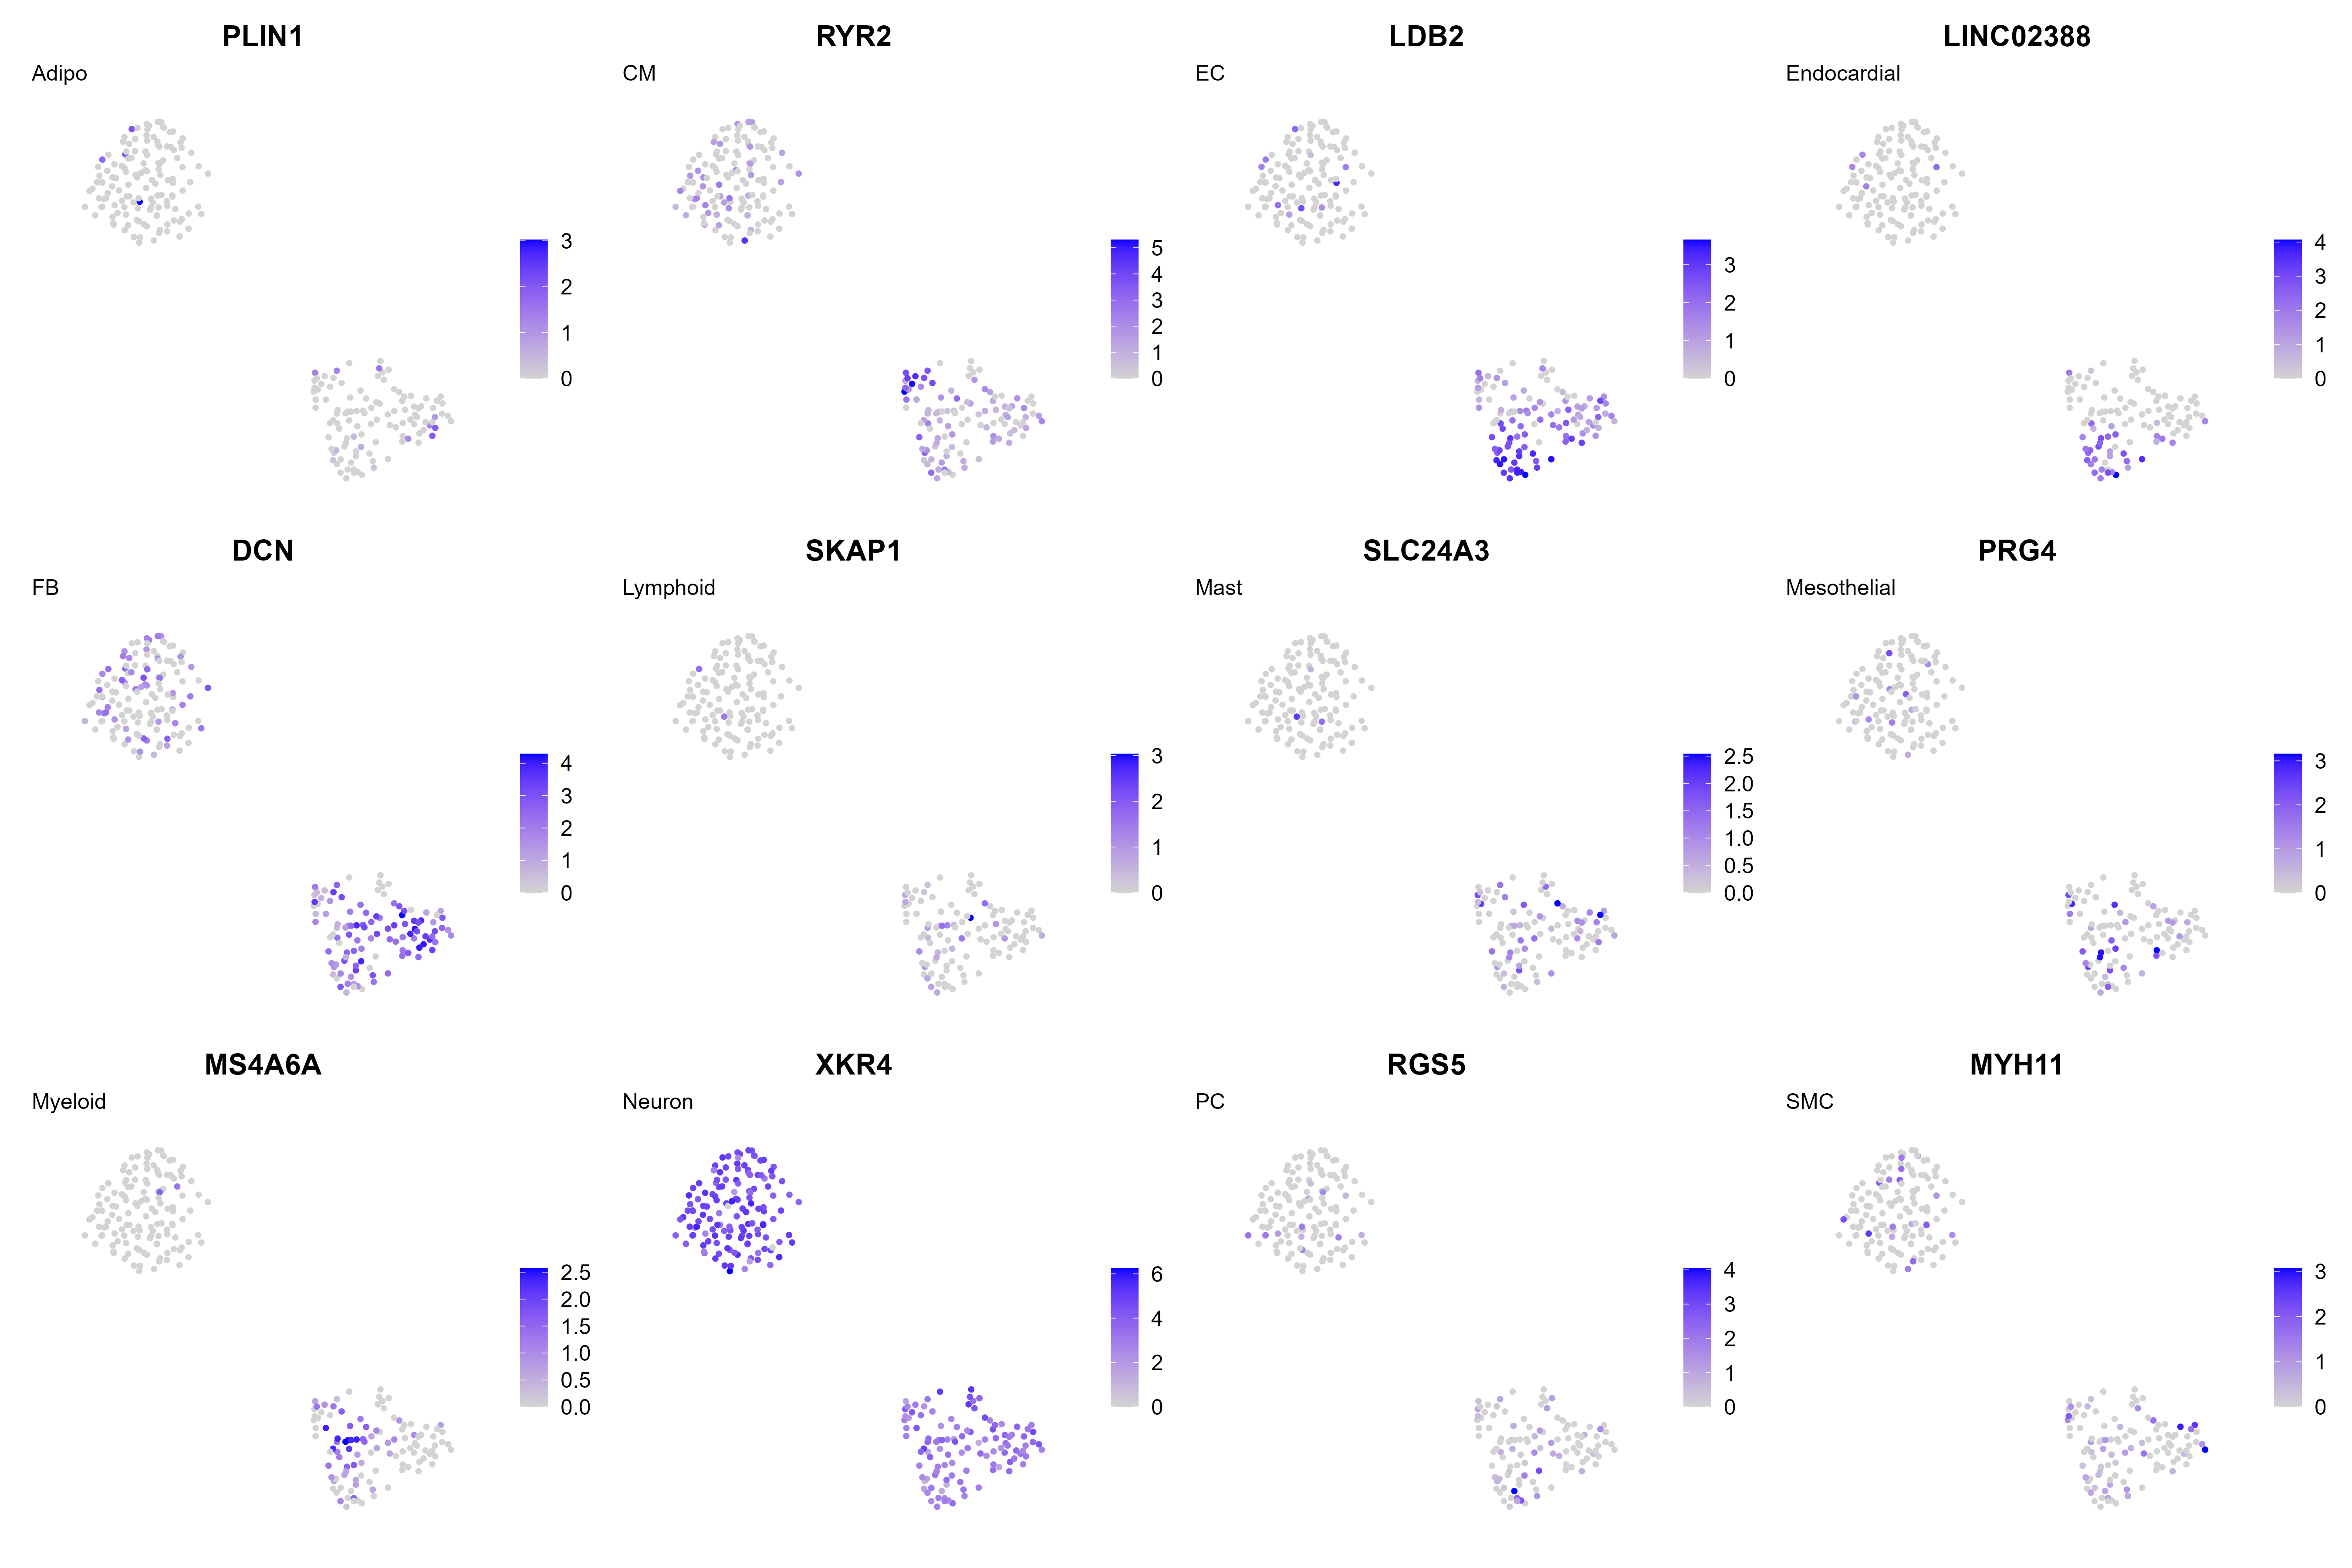 PLIN1
Adipo
3
2
1
0
RYR2
CM
5
4
3
2
1
0
LDB2
EC
3
2
1
0
LINC02388
Endocardial
4
3
2
1
0
DCN
FB
4
3
2
1
0
SKAP1
Lymphoid
3
2
1
0
SLC24A3
Mast
2.5
2.0
1.5
1.0
0.5
0.0
PRG4
Mesothelial
3
2
1
0
MS4A6A
Myeloid
2.5
2.0
1.5
1.0
0.5
0.0
XKR4
Neuron
6
4
2
0
RGS5
PC
4
3
2
1
0
MYH11
SMC
3
2
1
0